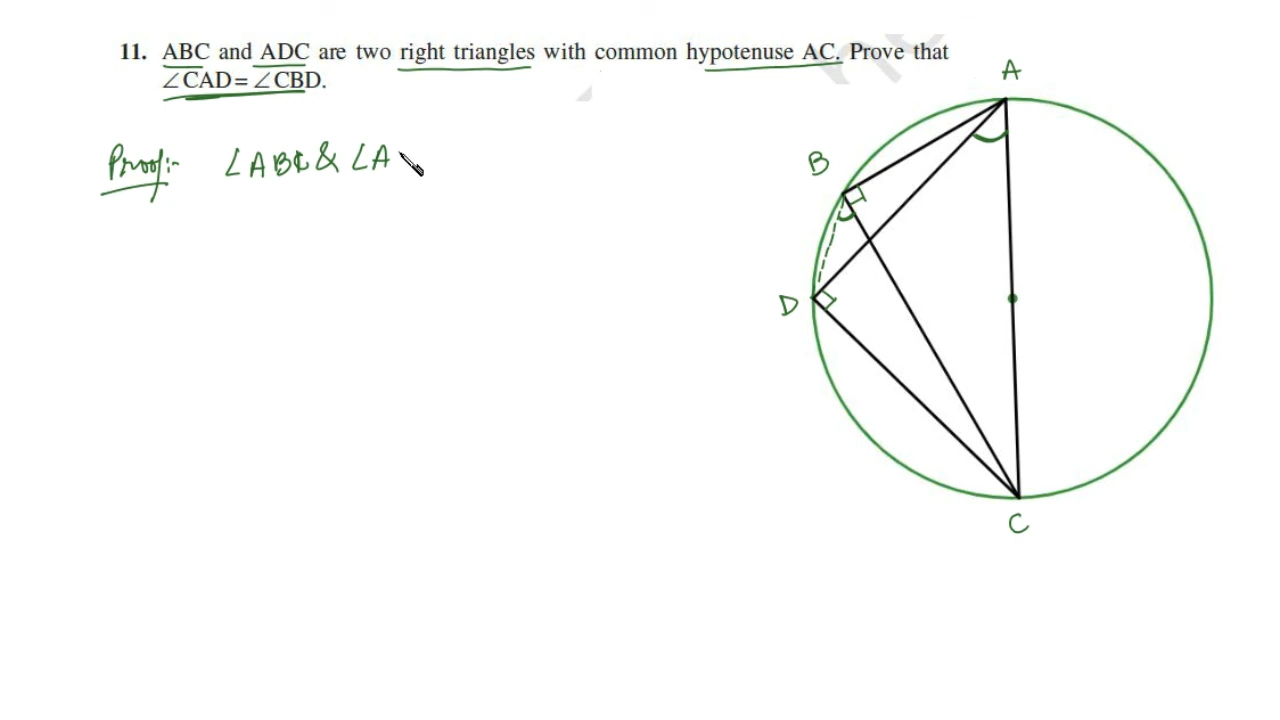 11. ABC and ADC are two right triangles with common hypotenuse AC. Prove that
∠CAD = ∠CBD.
Proof:- ∠ABC & ∠A
A
B
D
C